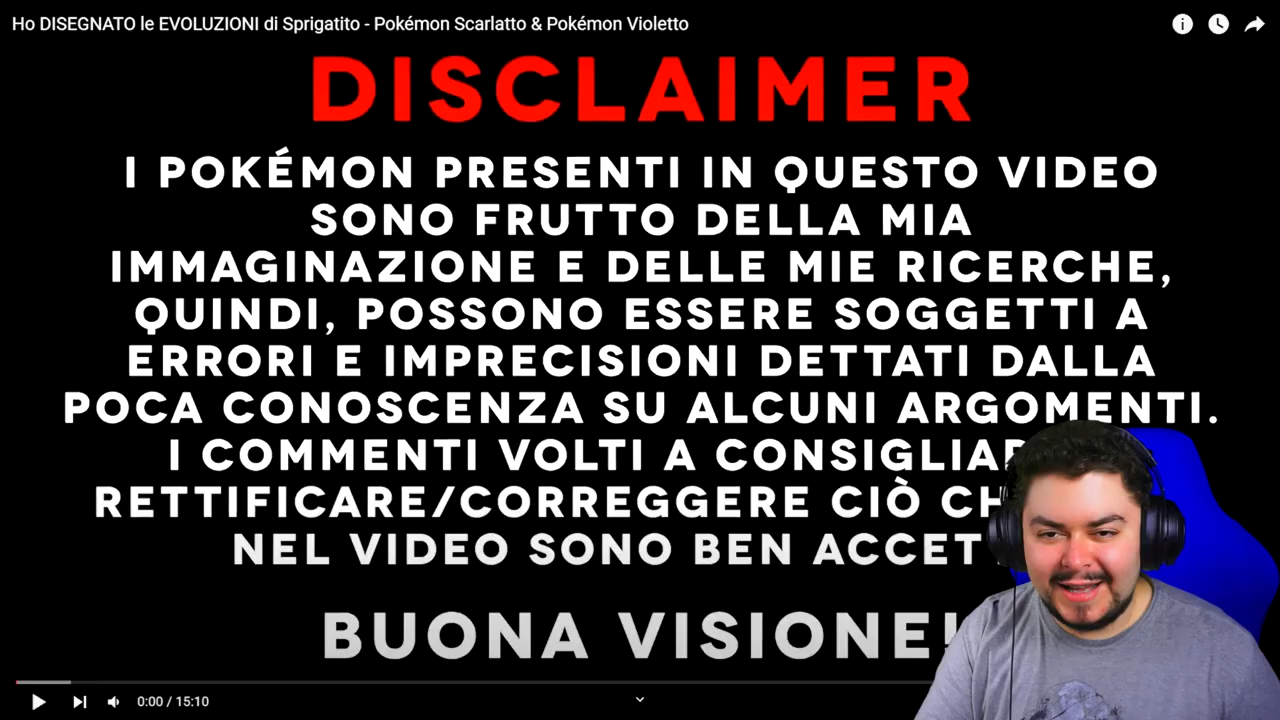 Ho DISEGNATO le EVOLUZIONI di Sprigatito - Pokémon Scarlatto & Pokémon Violetto
DISCLAIMER
I POKÉMON PRESENTI IN QUESTO VIDEO
SONO FRUTTO DELLA MIA
IMMAGINAZIONE E DELLE MIE RICERCHE,
QUINDI, POSSONO ESSERE SOGGETTI A
ERRORI E IMPRECISIONI DETTATI DALLA
POCA CONOSCENZA SU ALCUNI ARGOMENTI.
I COMMENTI VOLTI A
RETTIFICARE/CORREGGERE CIÒ
NEL VIDEO SONO BEN
BUONA VISIONE!
0:00 / 15:10